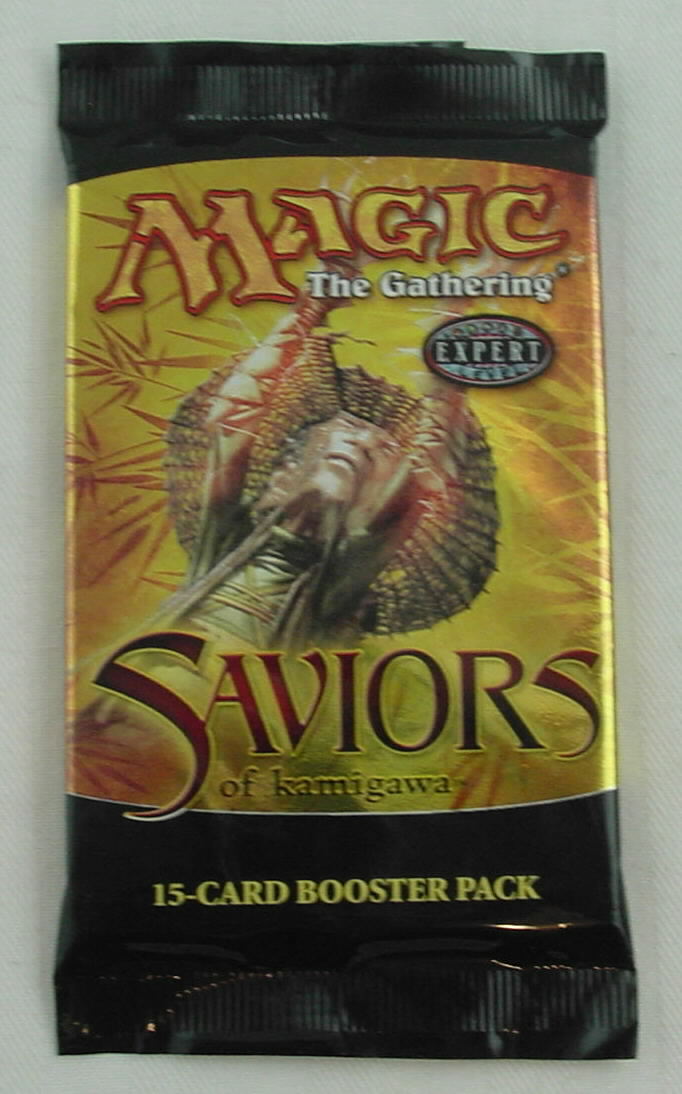 MAGIC
The Gathering®
EXPERT
SAVIORS
of kamigawa
15-CARD BOOSTER PACK